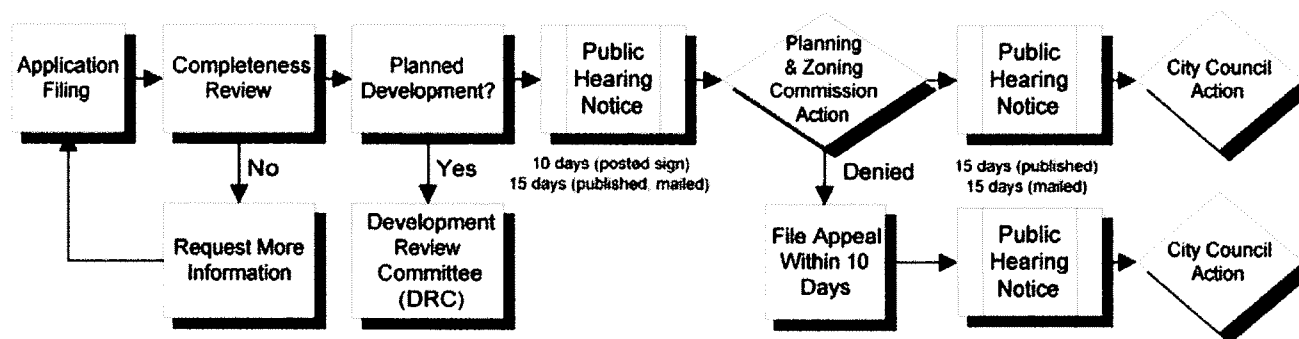 Application
Filing
Completeness
Review
Planned
Development?
Public
Hearing
Notice
Planning
& Zoning
Commission
Action
Public
Hearing
Notice
City Council
Action
10 days (posted sign)
15 days (published, mailed)
15 days (published)
15 days (mailed)
No
Yes
Denied
Request More
Information
Development
Review
Committee
(DRC)
File Appeal
Within 10
Days
Public
Hearing
Notice
City Council
Action